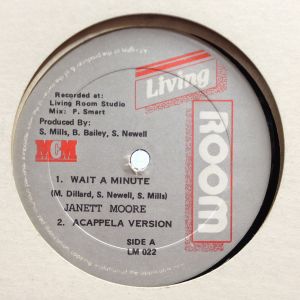 Recorded at:
Living Room Studio
Mix: P. Smart
Produced By:
S. Mills, B. Bailey, S. Newell
MCM
Living
ROOM
1. WAIT A MINUTE
(M. Dillard, S. Newell, S. Mills)
JANETT MOORE
2. ACAPPELA VERSION
SIDE A
LM 022